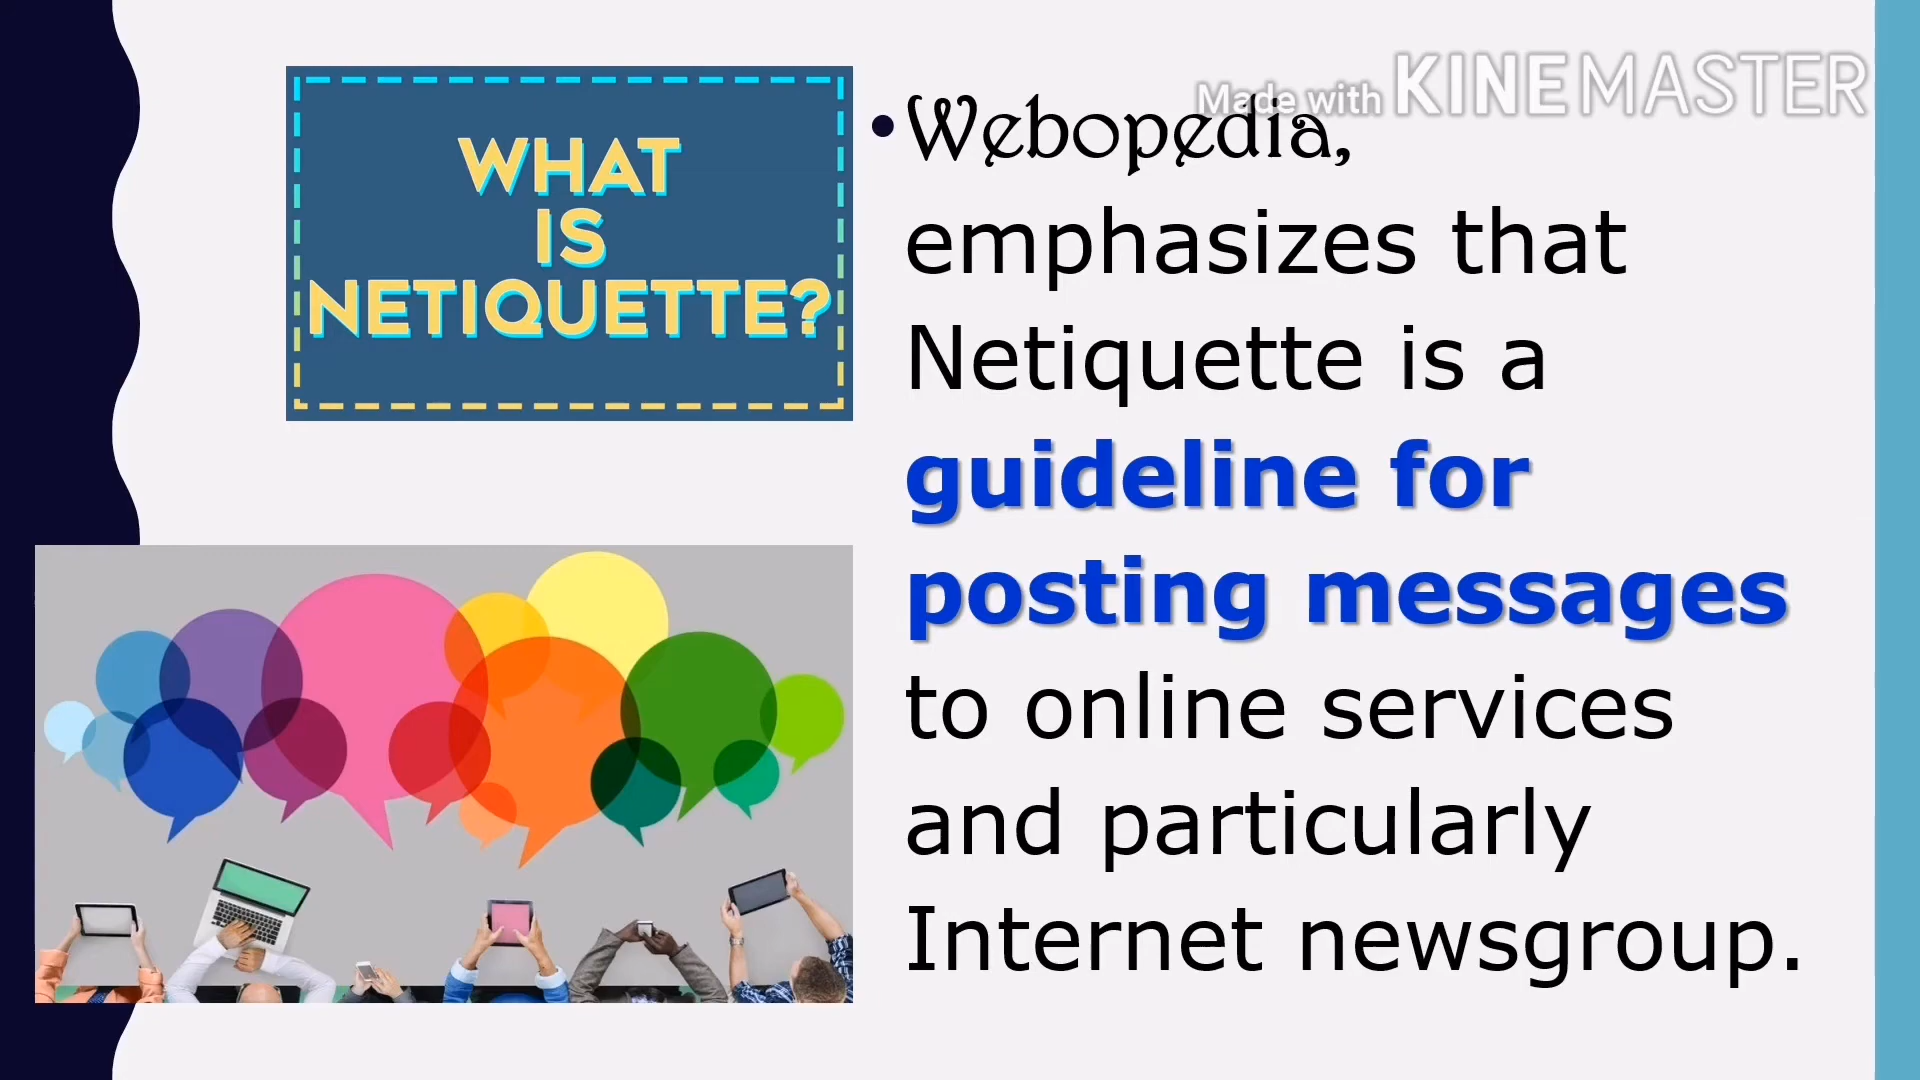 WHAT
IS
NETIQUETTE?
Made with KINEMASTER
• Webopedia,
emphasizes that
Netiquette is a
guideline for
posting messages
to online services
and particularly
Internet newsgroup.